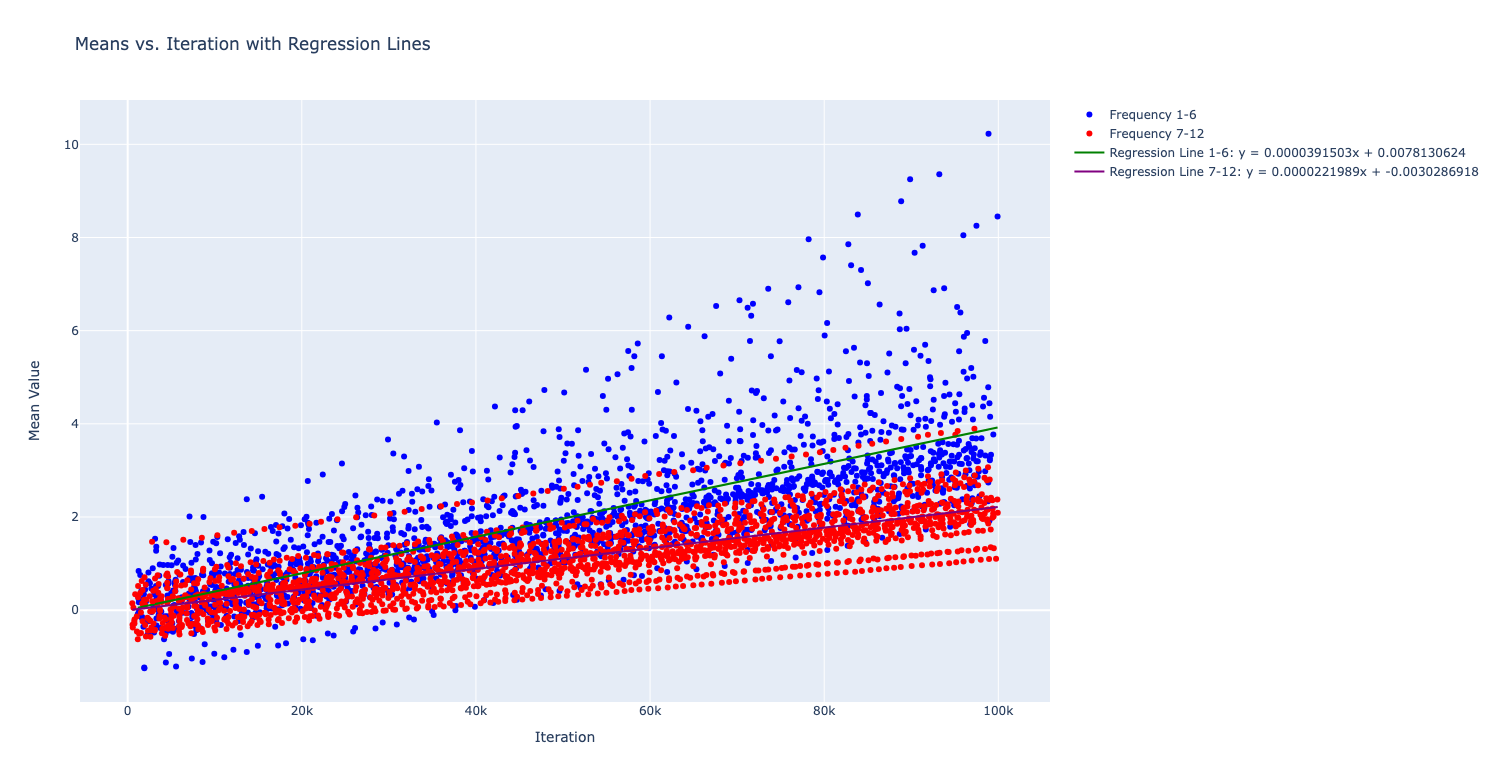 Means vs. Iteration with Regression Lines
Frequency 1-6
Frequency 7-12
Regression Line 1-6: y = 0.0000391503x + 0.0078130624
Regression Line 7-12: y = 0.0000221989x + -0.0030286918
10
8
6
4
2
0
Mean Value
0
20k
40k
60k
80k
100k
Iteration